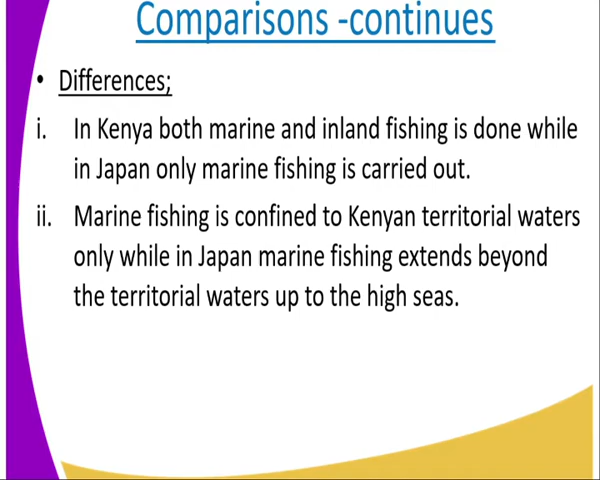 Comparisons -continues
• Differences;
i. In Kenya both marine and inland fishing is done while
in Japan only marine fishing is carried out.
ii. Marine fishing is confined to Kenyan territorial waters
only while in Japan marine fishing extends beyond
the territorial waters up to the high seas.